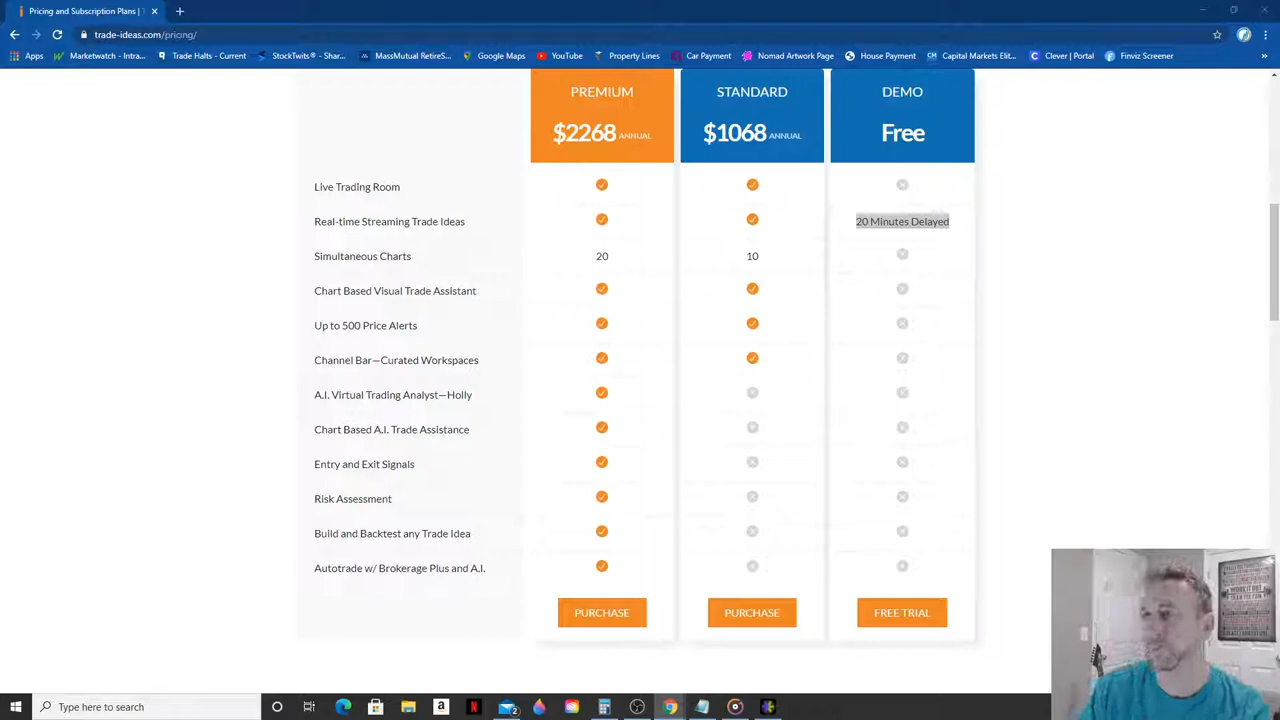 Pricing and Subscription Plans | T
trade-ideas.com/pricing/
Apps
Marketwatch - Intra...
Trade Halts - Current
StockTwits® - Shar...
MassMutual RetireS...
Google Maps
YouTube
Property Lines
Car Payment
Nomad Artwork Page
House Payment
Capital Markets Elit...
Clever | Portal
Finviz Screener
PREMIUM STANDARD DEMO
$2268 ANNUAL $1068 ANNUAL Free
Live Trading Room
Real-time Streaming Trade Ideas 20 Minutes Delayed
Simultaneous Charts 20 10
Chart Based Visual Trade Assistant
Up to 500 Price Alerts
Channel Bar—Curated Workspaces
A.I. Virtual Trading Analyst—Holly
Chart Based A.I. Trade Assistance
Entry and Exit Signals
Risk Assessment
Build and Backtest any Trade Idea
Autotrade w/ Brokerage Plus and A.I.
PURCHASE PURCHASE FREE TRIAL
Type here to search